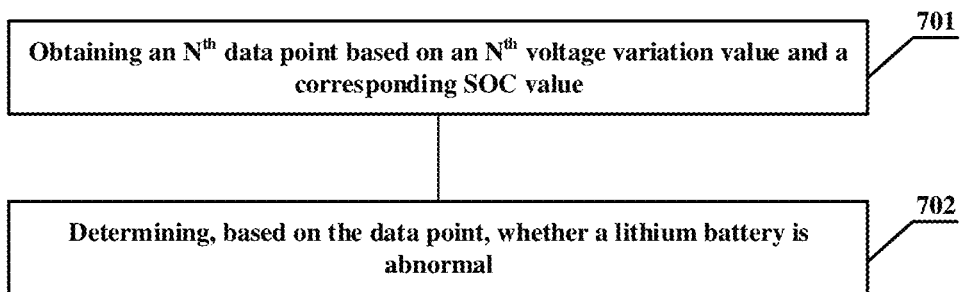 701
Obtaining an Nth data point based on an Nth voltage variation value and a
corresponding SOC value
702
Determining, based on the data point, whether a lithium battery is
abnormal